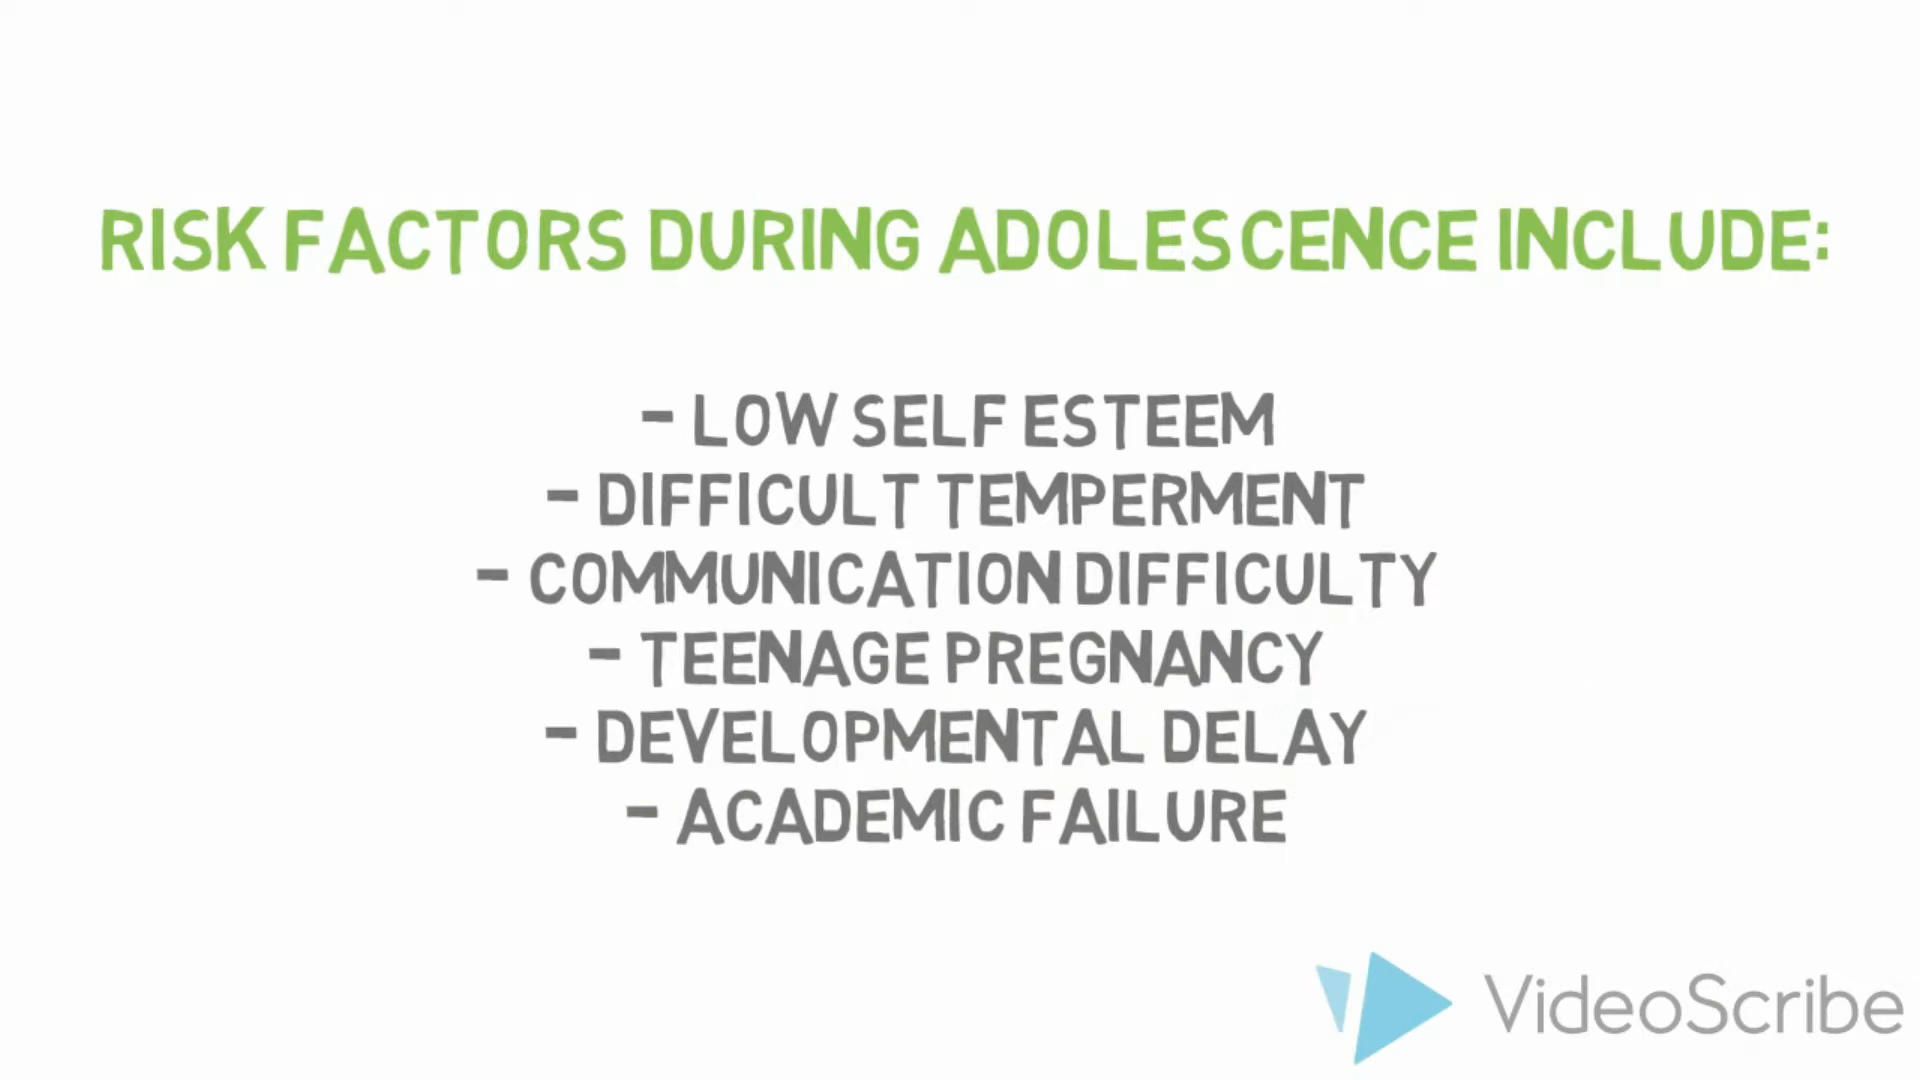 RISK FACTORS DURING ADOLESCENCE INCLUDE:
- LOW SELF ESTEEM
- DIFFICULT TEMPERMENT
- COMMUNICATION DIFFICULTY
- TEENAGE PREGNANCY
- DEVELOPMENTAL DELAY
- ACADEMIC FAILURE
VideoScribe